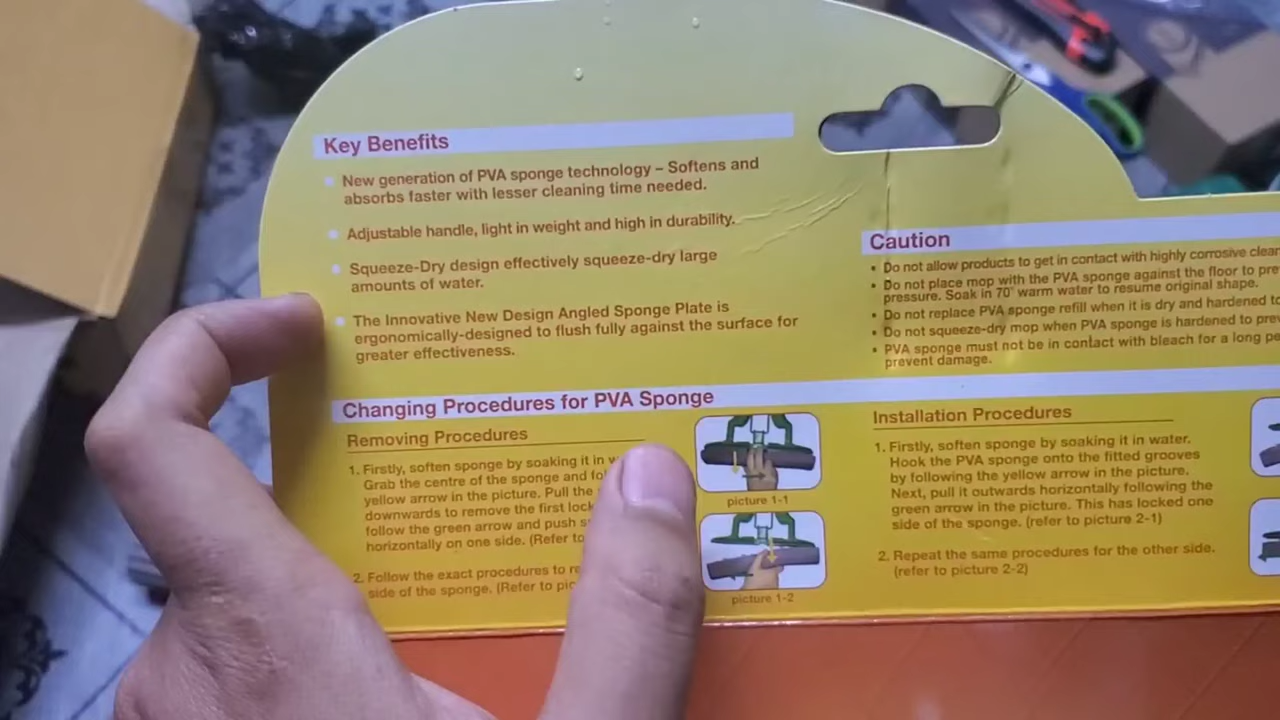 Key Benefits
New generation of PVA sponge technology – Softens and
absorbs faster with lesser cleaning time needed.
Adjustable handle, light in weight and high in durability.
Squeeze-Dry design effectively squeeze-dry large
amounts of water.
The Innovative New Design Angled Sponge Plate is
ergonomically-designed to flush fully against the surface for
greater effectiveness.
Caution
• Do not allow products to get in contact with highly corrosive
• Do not place mop with the PVA sponge against the floor to
pressure. Soak in 70° warm water to resume original shape.
• Do not replace PVA sponge refill when it is dry and hardened to
• Do not squeeze-dry mop when PVA sponge is hardened to
• PVA sponge must not be in contact with bleach for a long
prevent damage.
Changing Procedures for PVA Sponge
Removing Procedures
1. Firstly, soften sponge by soaking it in
Grab the centre of the sponge and
yellow arrow in the picture. Pull the
downwards to remove the first
follow the green arrow and push
horizontally on one side. (Refer to
2. Follow the exact procedures to
side of the sponge. (Refer to
picture 1-1
picture 1-2
Installation Procedures
1. Firstly, soften sponge by soaking it in water.
Hook the PVA sponge onto the fitted grooves
by following the yellow arrow in the picture.
Next, pull it outwards horizontally following the
green arrow in the picture. This has locked one
side of the sponge. (refer to picture 2-1)
2. Repeat the same procedures for the other side.
(refer to picture 2-2)